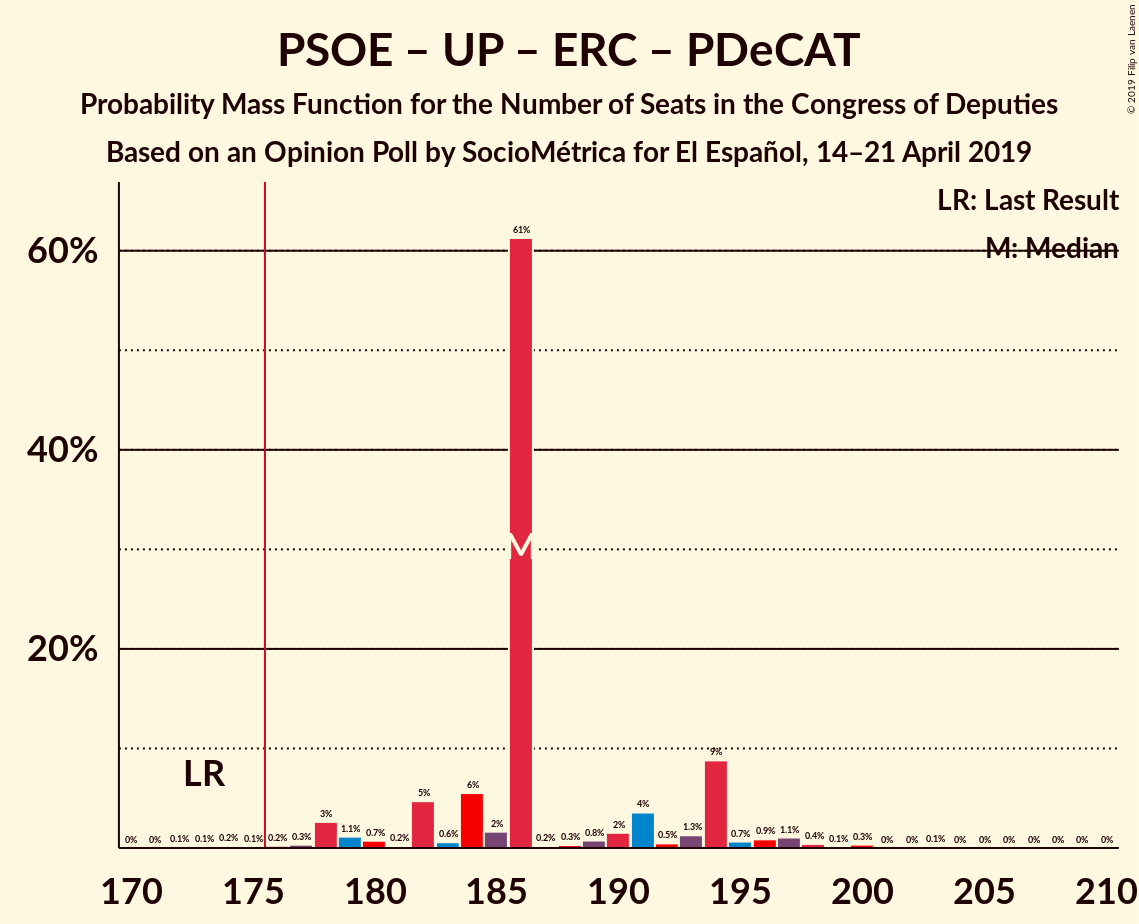 PSOE – UP – ERC – PDeCAT
Probability Mass Function for the Number of Seats in the Congress of Deputies
Based on an Opinion Poll by SocioMétrica for El Español, 14–21 April 2019
© 2019 Filip van Laenen
LR: Last Result
M: Median
60%
40%
20%
LR
M
0% 0% 0.1% 0.1% 0.2% 0.1% 0.2% 0.3% 3% 1.1% 0.7% 0.2% 5% 0.6% 6% 2% 61% 0.2% 0.3% 0.8% 2% 4% 0.5% 1.3% 9% 0.7% 0.9% 1.1% 0.4% 0.1% 0.3% 0% 0% 0.1% 0% 0% 0% 0% 0% 0% 0%
170 175 180 185 190 195 200 205 210